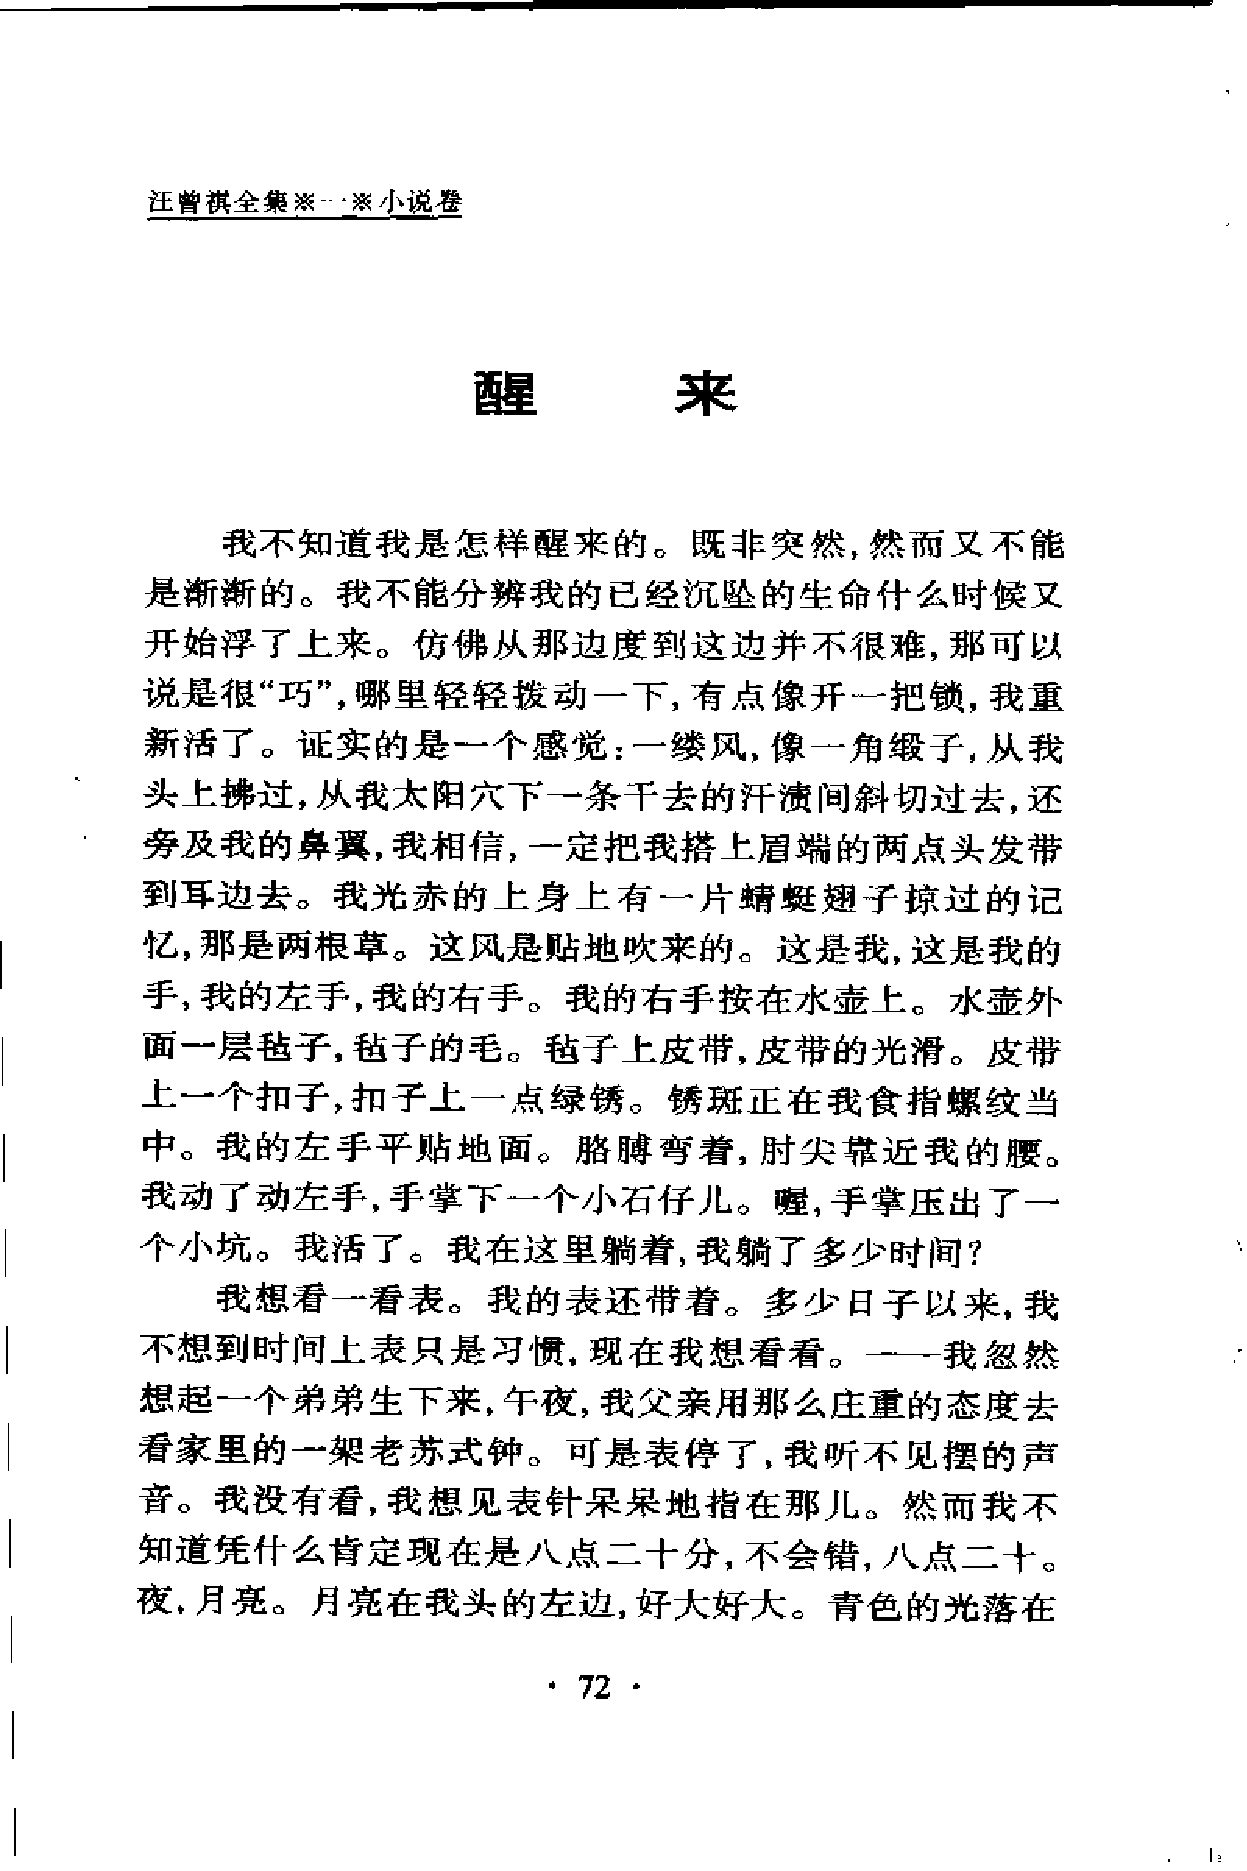 汪曾祺全集※一※小说卷
醒 来
我不知道我是怎样醒来的。既非突然,然而又不能
是渐渐的。我不能分辨我的已经沉坠的生命什么时候又
开始浮了上来。仿佛从那边度到这边并不很难,那可以
说是很“巧”,哪里轻轻拨动一下,有点像开一把锁,我重
新活了。证实的是一个感觉:一缕风,像一角缎子,从我
头上拂过,从我太阳穴下一条干去的汗渍间斜切过去,还
旁及我的鼻翼,我相信,一定把我搭上眉端的两点头发带
到耳边去。我光赤的上身上有一片蜻蜓翅子掠过的记
忆,那是两根草。这风是贴地吹来的。这是我,这是我的
手,我的左手,我的右手。我的右手按在水壶上。水壶外
面一层毡子,毡子的毛。毡子上皮带,皮带的光滑。皮带
上一个扣子,扣子上一点绿锈。锈斑正在我食指螺纹当
中。我的左手平贴地面。胳膊弯着,肘尖靠近我的腰。
我动了动左手,手掌下一个小石仔儿。喔,手掌压出了一
个小坑。我活了。我在这里躺着,我躺了多少时间?
我想看一看表。我的表还带着。多少日子以来,我
不想到时间上表只是习惯,现在我想看看。——我忽然
想起一个弟弟生下来,午夜,我父亲用那么庄重的态度去
看家里的一架老苏式钟。可是表停了,我听不见摆的声
音。我没有看,我想见表针呆呆地指在那儿。然而我不
知道凭什么肯定现在是八点二十分,不会错,八点二十。
夜,月亮。月亮在我头的左边,好大好大。青色的光落在
· 72 ·